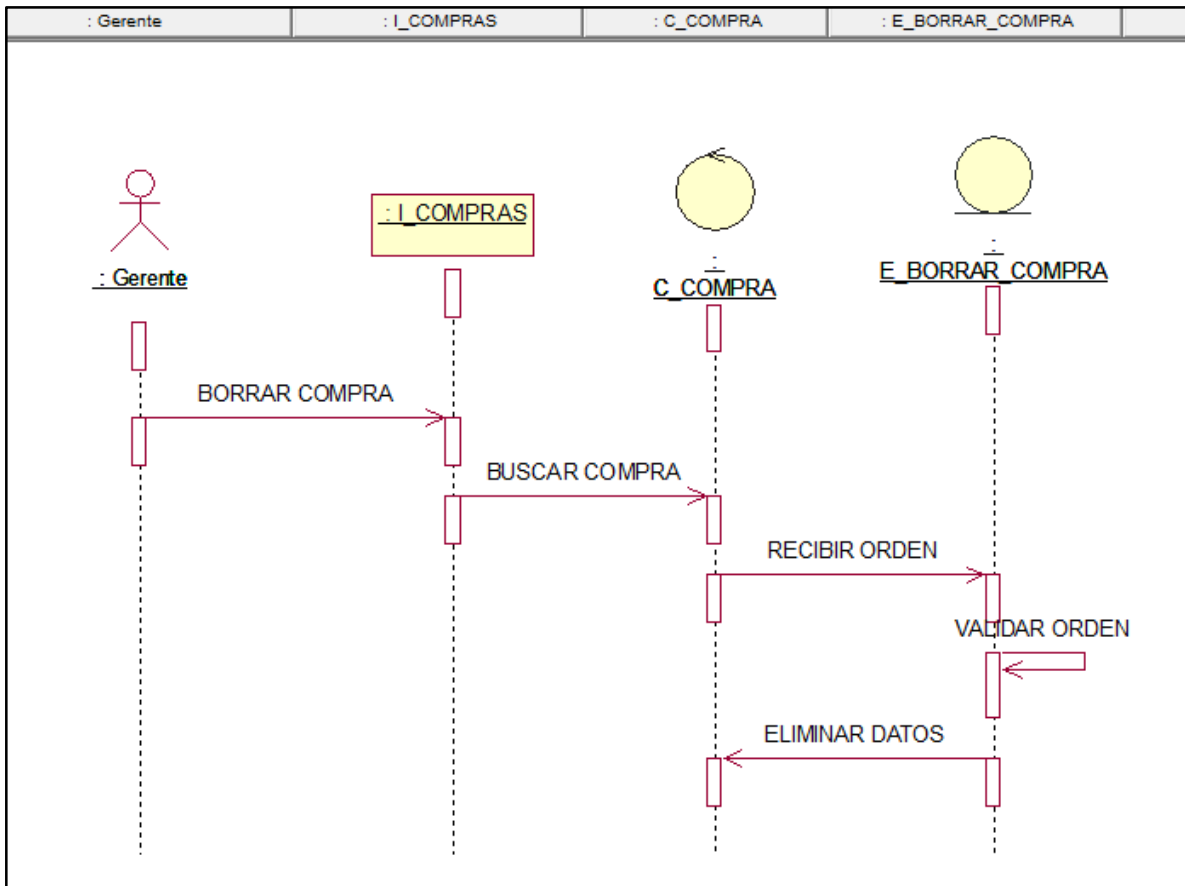 : Gerente : I_COMPRAS : C_COMPRA : E_BORRAR_COMPRA
: I_COMPRAS
: Gerente
:
C_COMPRA
:
E_BORRAR_COMPRA
BORRAR COMPRA
BUSCAR COMPRA
RECIBIR ORDEN
VALIDAR ORDEN
ELIMINAR DATOS